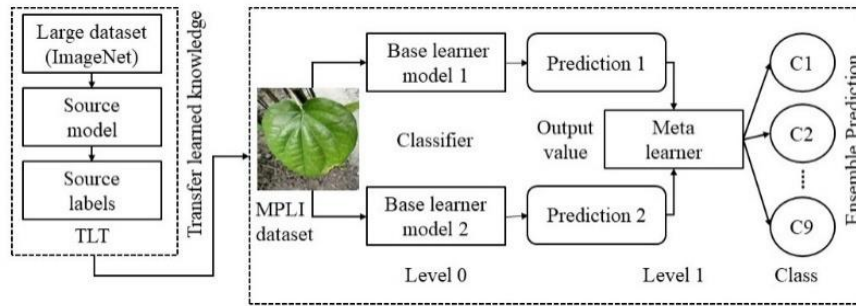 Large dataset
(ImageNet)
Source
model
Source
labels
TLT
Transfer learned knowledge
MPLI
dataset
Base learner
model 1
Prediction 1
Classifier
Output
value
Meta
learner
Base learner
model 2
Prediction 2
Level 0
Level 1
C1
C2
C9
Class
Ensemble Prediction